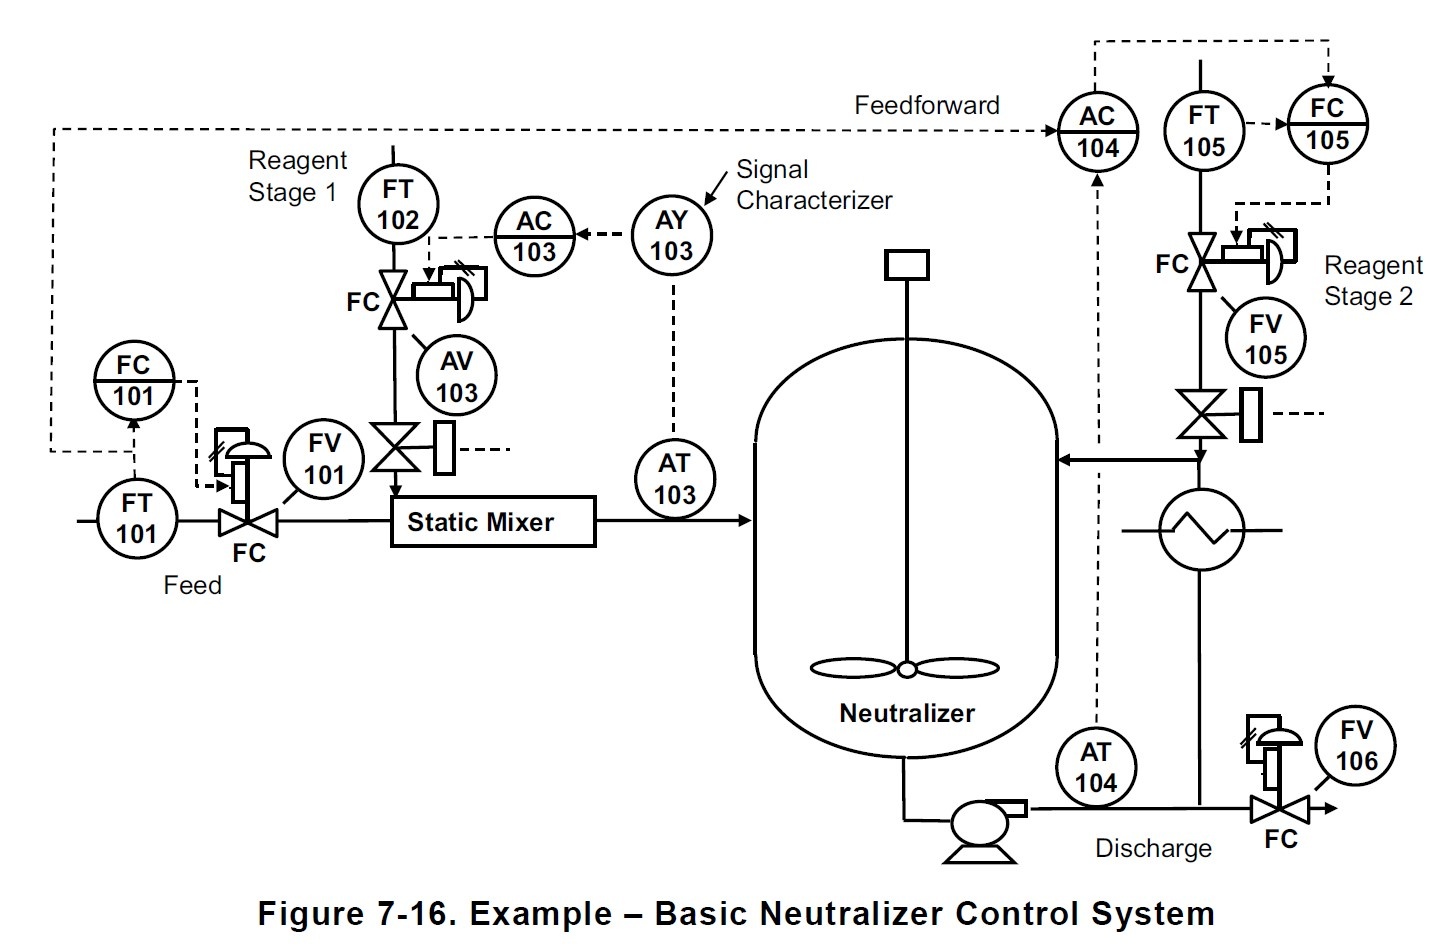 Feedforward
AC
104
FT
105
FC
105
Reagent
Stage 1
FT
102
AC
103
AY
103
Signal
Characterizer
FC
FC
Reagent
Stage 2
FV
105
AV
103
FC
101
FV
101
AT
103
FT
101
Static Mixer
FC
Feed
Neutralizer
AT
104
FV
106
FC
Discharge
Figure 7-16. Example – Basic Neutralizer Control System